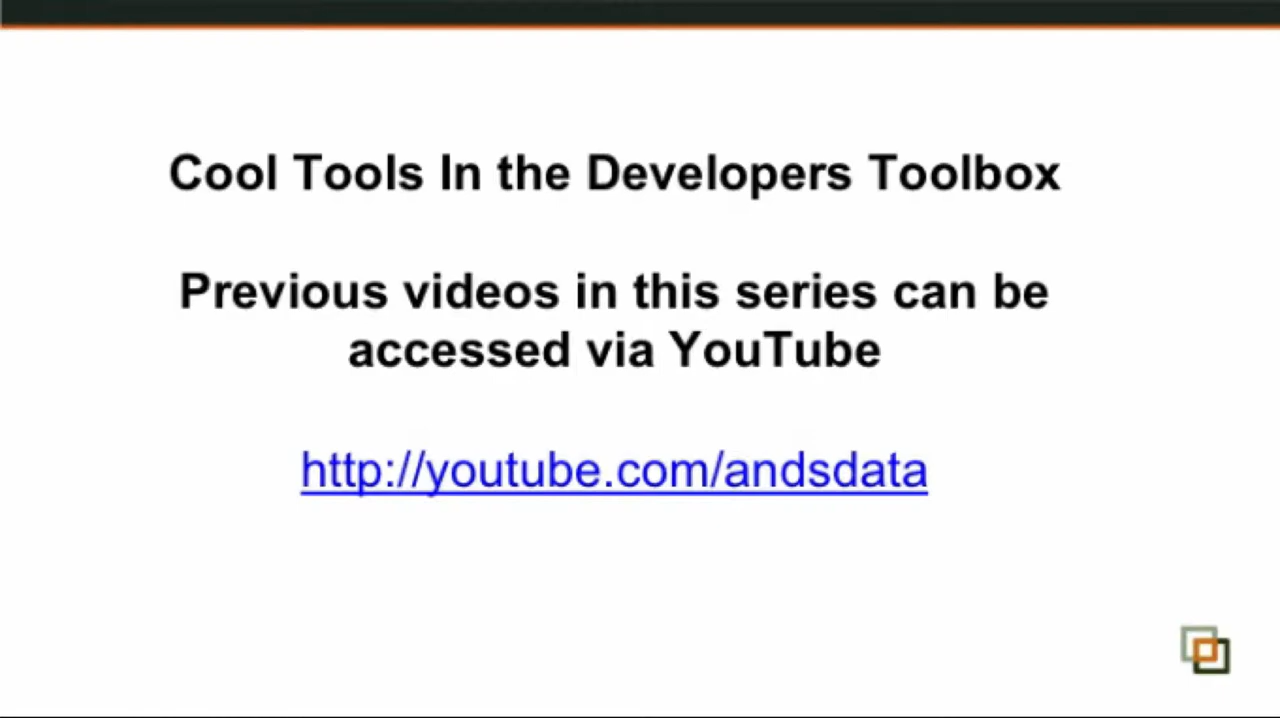 Cool Tools In the Developers Toolbox
Previous videos in this series can be
accessed via YouTube
http://youtube.com/andsdata